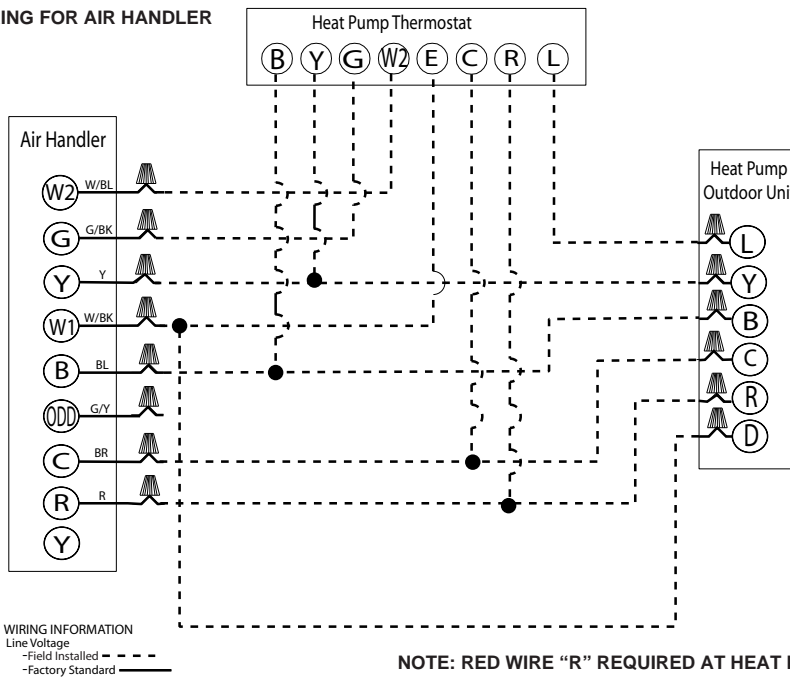 ING FOR AIR HANDLER
Heat Pump Thermostat
B Y G W2 E C R L
Air Handler
W2 W/BL
G G/BK
Y Y
W1 W/BK
B BL
ODD G/Y
C BR
R R
Y
Heat Pump
Outdoor Uni
L
Y
B
C
R
D
WIRING INFORMATION
Line Voltage
-Field Installed
-Factory Standard
NOTE: RED WIRE “R” REQUIRED AT HEAT